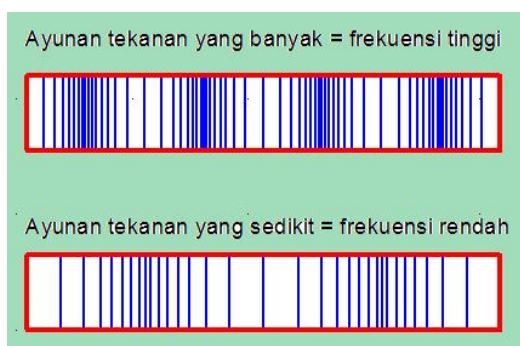 Ayunan tekanan yang banyak = frekuensi tinggi
Ayunan tekanan yang sedikit = frekuensi rendah